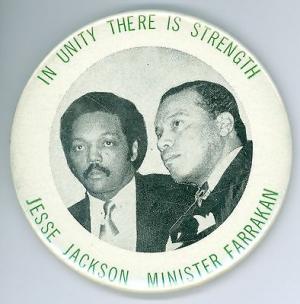 IN UNITY THERE IS STRENGTH
JESSE JACKSON MINISTER FARRAKAN